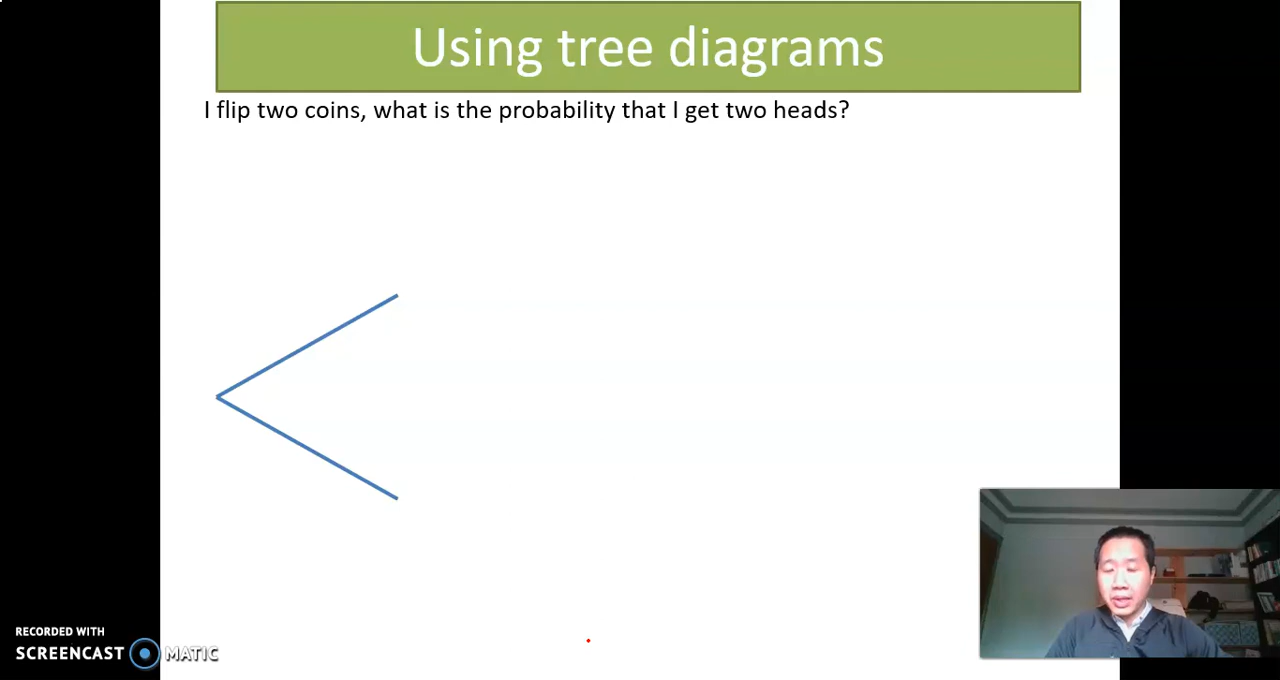 Using tree diagrams
I flip two coins, what is the probability that I get two heads?
RECORDED WITH
SCREENCAST MATIC